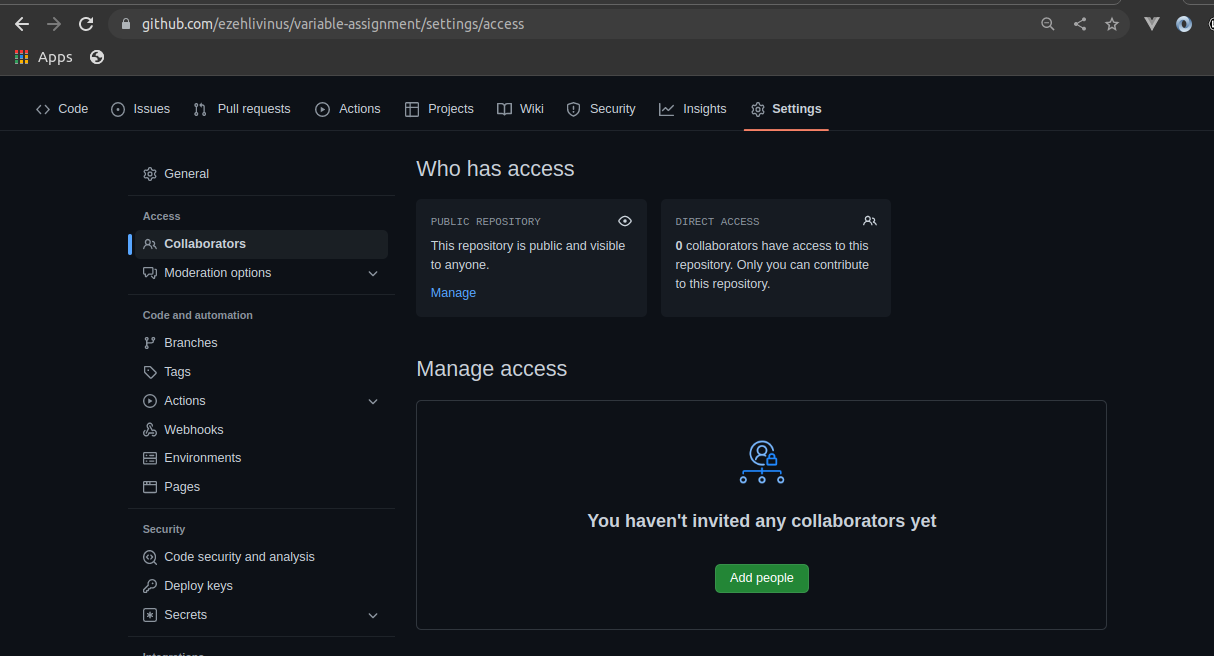 github.com/ezehlivinus/variable-assignment/settings/access
Apps
Code Issues Pull requests Actions Projects Wiki Security Insights Settings
General
Access
Collaborators
Moderation options
Code and automation
Branches
Tags
Actions
Webhooks
Environments
Pages
Security
Code security and analysis
Deploy keys
Secrets
Integrations
Who has access
PUBLIC REPOSITORY
This repository is public and visible
to anyone.
Manage
DIRECT ACCESS
0 collaborators have access to this
repository. Only you can contribute
to this repository.
Manage access
You haven't invited any collaborators yet
Add people